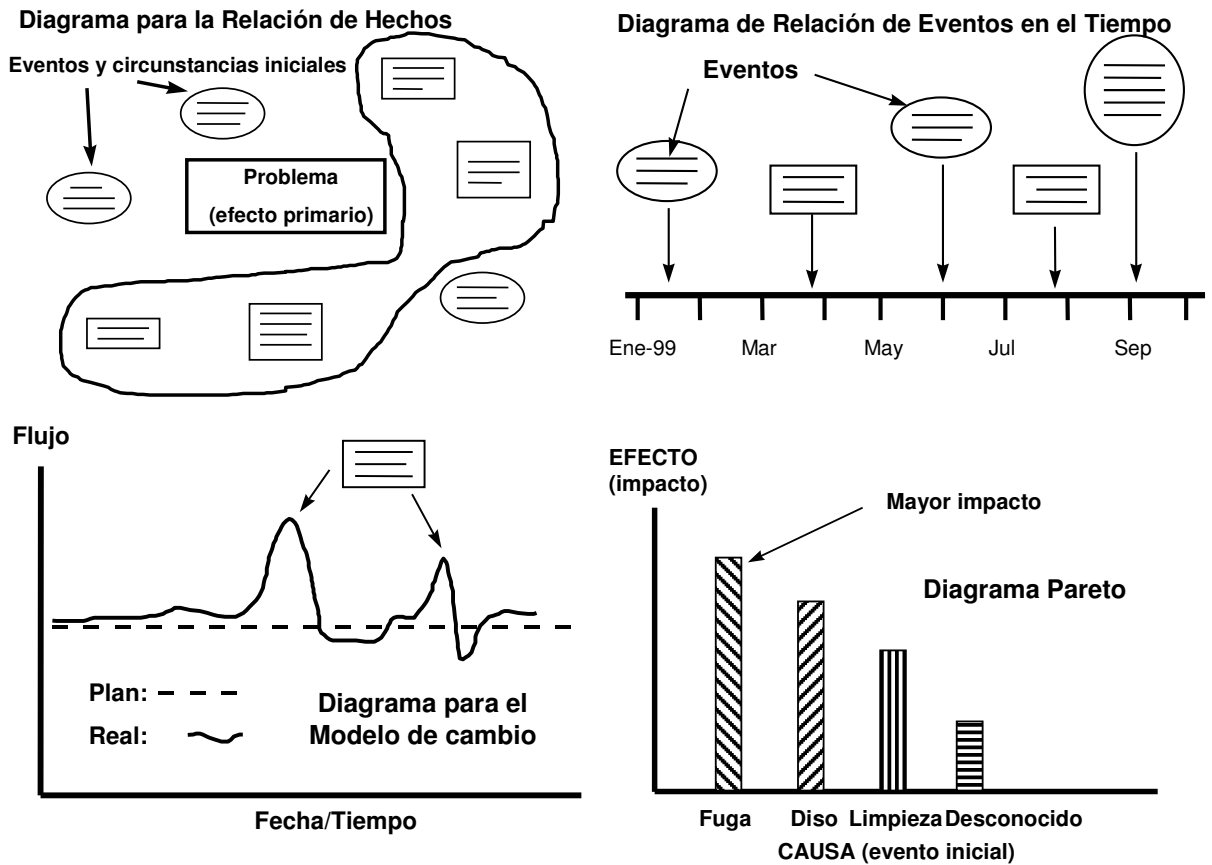 Diagrama para la Relación de Hechos
Eventos y circunstancias iniciales
Problema
(efecto primario)
Diagrama de Relación de Eventos en el Tiempo
Eventos
Ene-99 Mar May Jul Sep
Flujo
Plan:
Real:
Diagrama para el
Modelo de cambio
Fecha/Tiempo
EFECTO
(impacto)
Mayor impacto
Diagrama Pareto
Fuga Diso Limpieza Desconocido
CAUSA (evento inicial)